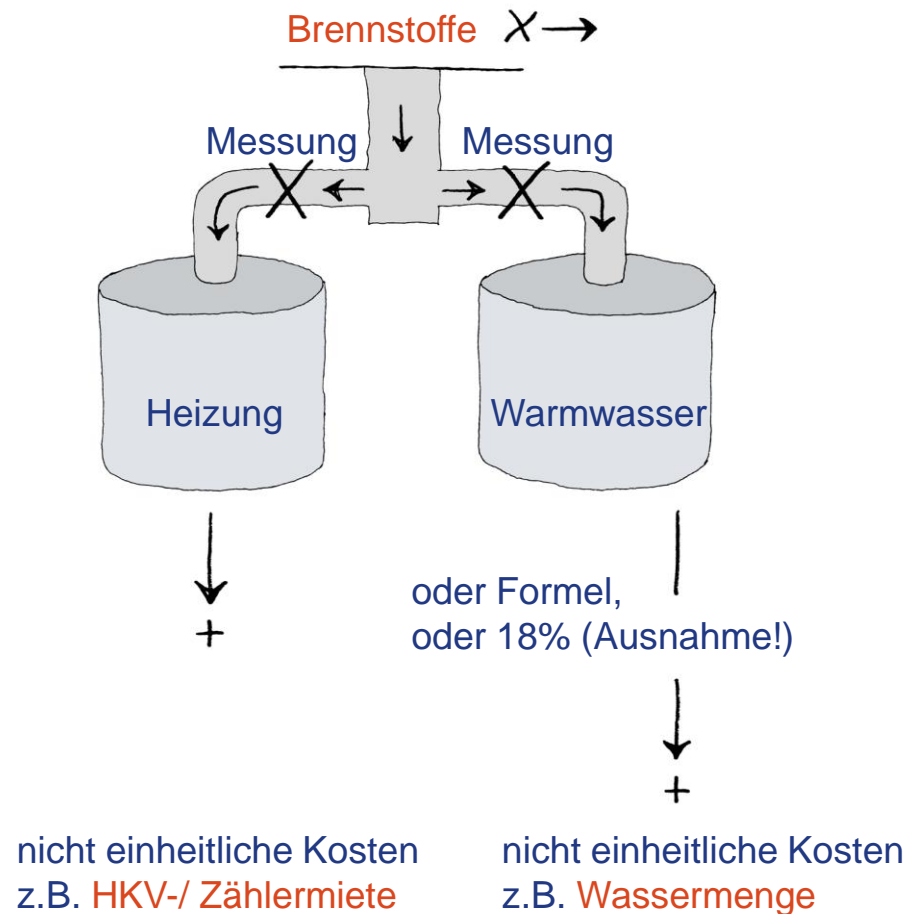 Brennstoffe
Messung
Messung
Heizung
Warmwasser
oder Formel,
oder 18% (Ausnahme!)
+
+
nicht einheitliche Kosten
z.B. HKV-/ Zählermiete
nicht einheitliche Kosten
z.B. Wassermenge